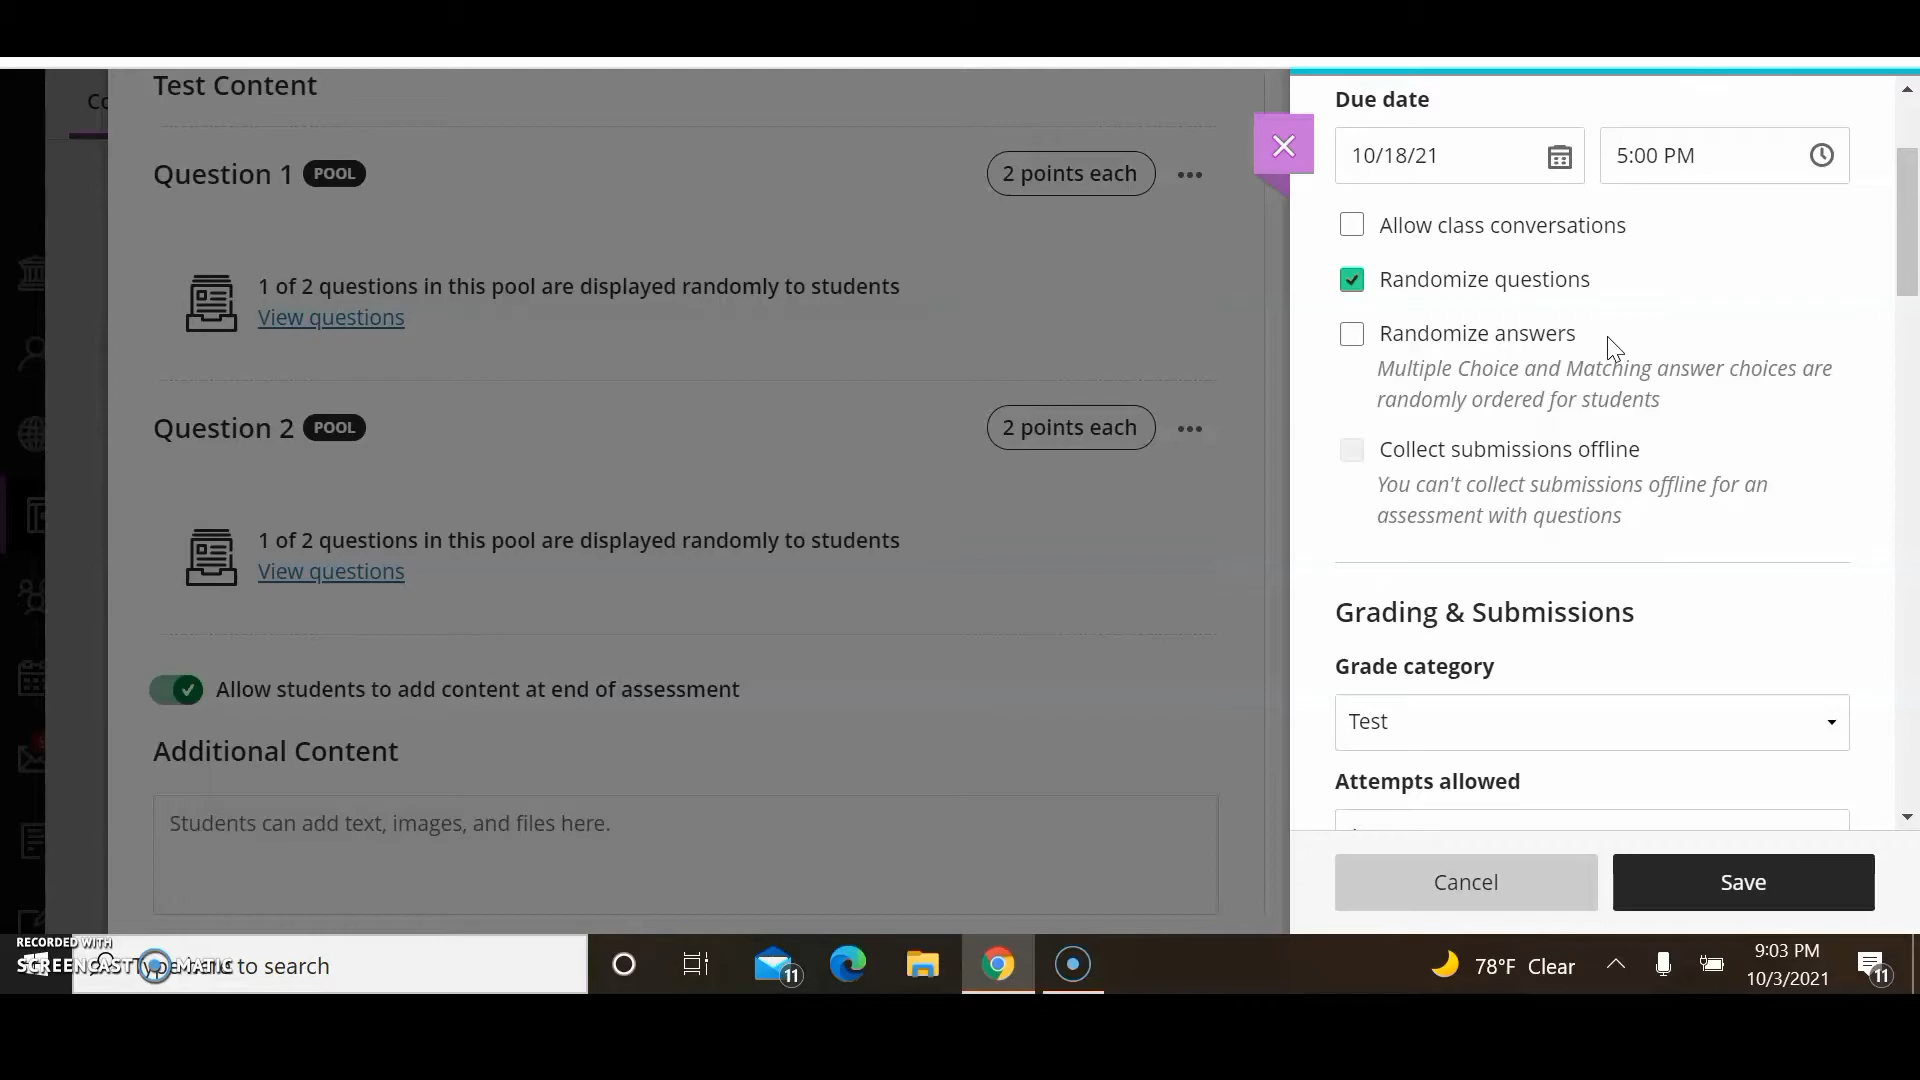 Test Content
Question 1 POOL
2 points each
1 of 2 questions in this pool are displayed randomly to students
View questions
Question 2 POOL
2 points each
1 of 2 questions in this pool are displayed randomly to students
View questions
Allow students to add content at end of assessment
Additional Content
Students can add text, images, and files here.
Due date
10/18/21
5:00 PM
Allow class conversations
Randomize questions
Randomize answers
Multiple Choice and Matching answer choices are
randomly ordered for students
Collect submissions offline
You can't collect submissions offline for an
assessment with questions
Grading & Submissions
Grade category
Test
Attempts allowed
Cancel
Save
RECORDED WITH
SCREENCAST MATIC
to search
11
78°F Clear
9:03 PM
10/3/2021
11